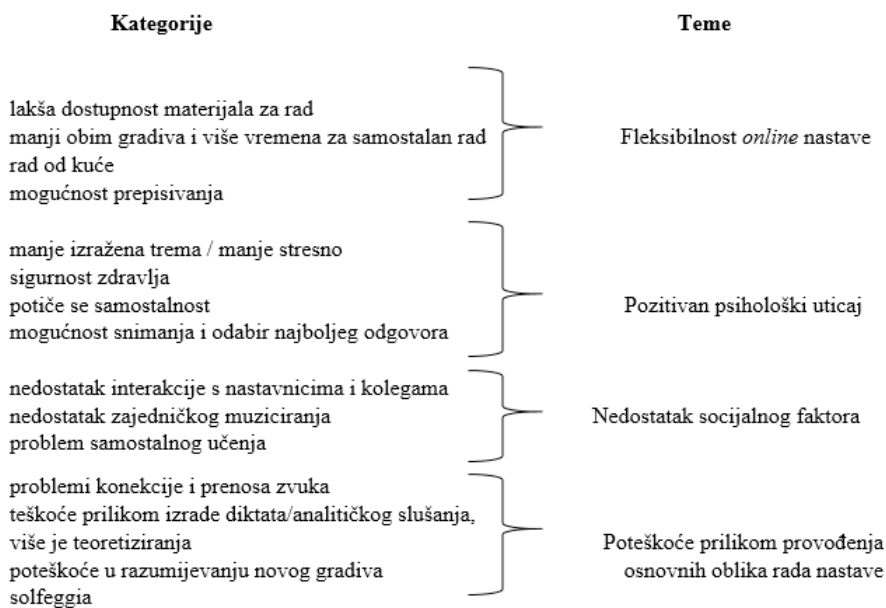 Kategorije
Teme
lakša dostupnost materijala za rad
manji obim gradiva i više vremena za samostalan rad
rad od kuće
mogućnost prepisivanja
Fleksibilnost online nastave
manje izražena trema / manje stresno
sigurnost zdravlja
potiče se samostalnost
mogućnost snimanja i odabir najboljeg odgovora
Pozitivan psihološki uticaj
nedostatak interakcije s nastavnicima i kolegama
nedostatak zajedničkog muziciranja
problem samostalnog učenja
Nedostatak socijalnog faktora
problemi konekcije i prenosa zvuka
teškoće prilikom izrade diktata/analitičkog slušanja,
više je teoretiziranja
poteškoće u razumijevanju novog gradiva
solfeggia
Poteškoće prilikom provođenja
osnovnih oblika rada nastave